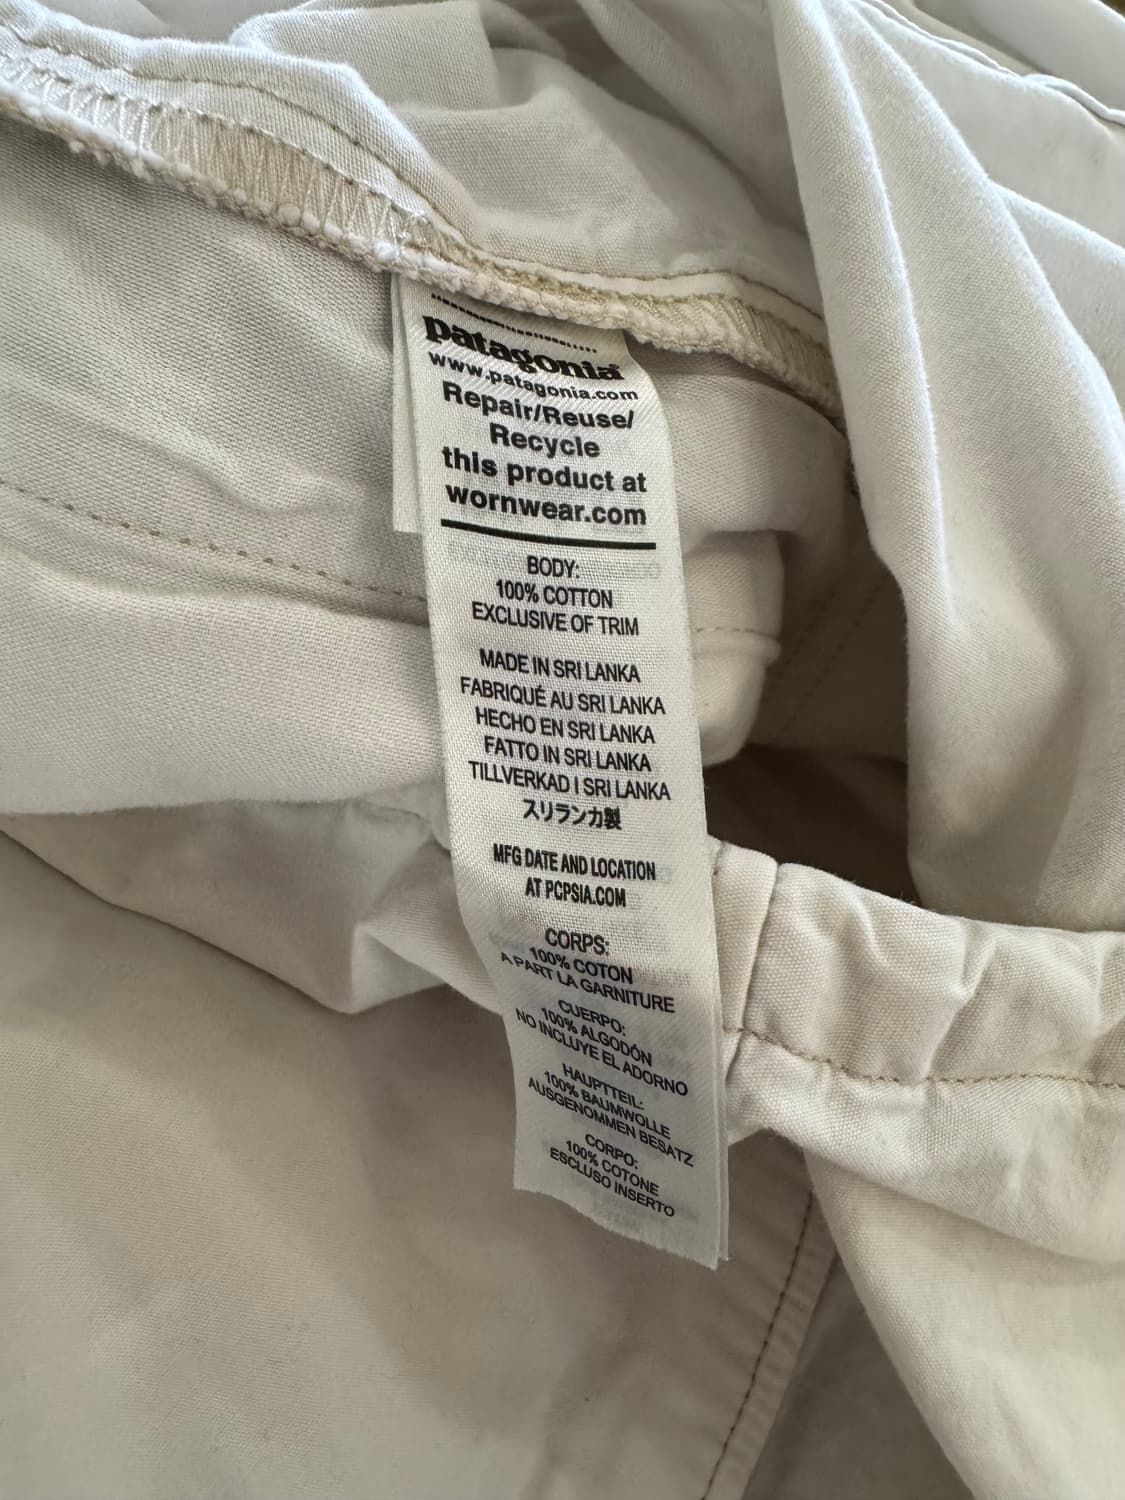 patagonia®
www.patagonia.com
Repair/Reuse/
Recycle
this product at
wornwear.com
BODY:
100% COTTON
EXCLUSIVE OF TRIM
MADE IN SRI LANKA
FABRIQUÉ AU SRI LANKA
HECHO EN SRI LANKA
FATTO IN SRI LANKA
TILLVERKAD I SRI LANKA
スリランカ製
MFG DATE AND LOCATION
AT PCPSIA.COM
CORPS:
100% COTON
A PART LA GARNITURE
CUERPO:
100% ALGODÓN
NO INCLUYE EL ADORNO
HAUPTTEIL:
100% BAUMWOLLE
AUSGENOMMEN BESATZ
CORPO:
100% COTONE
ESCLUSO INSERTO